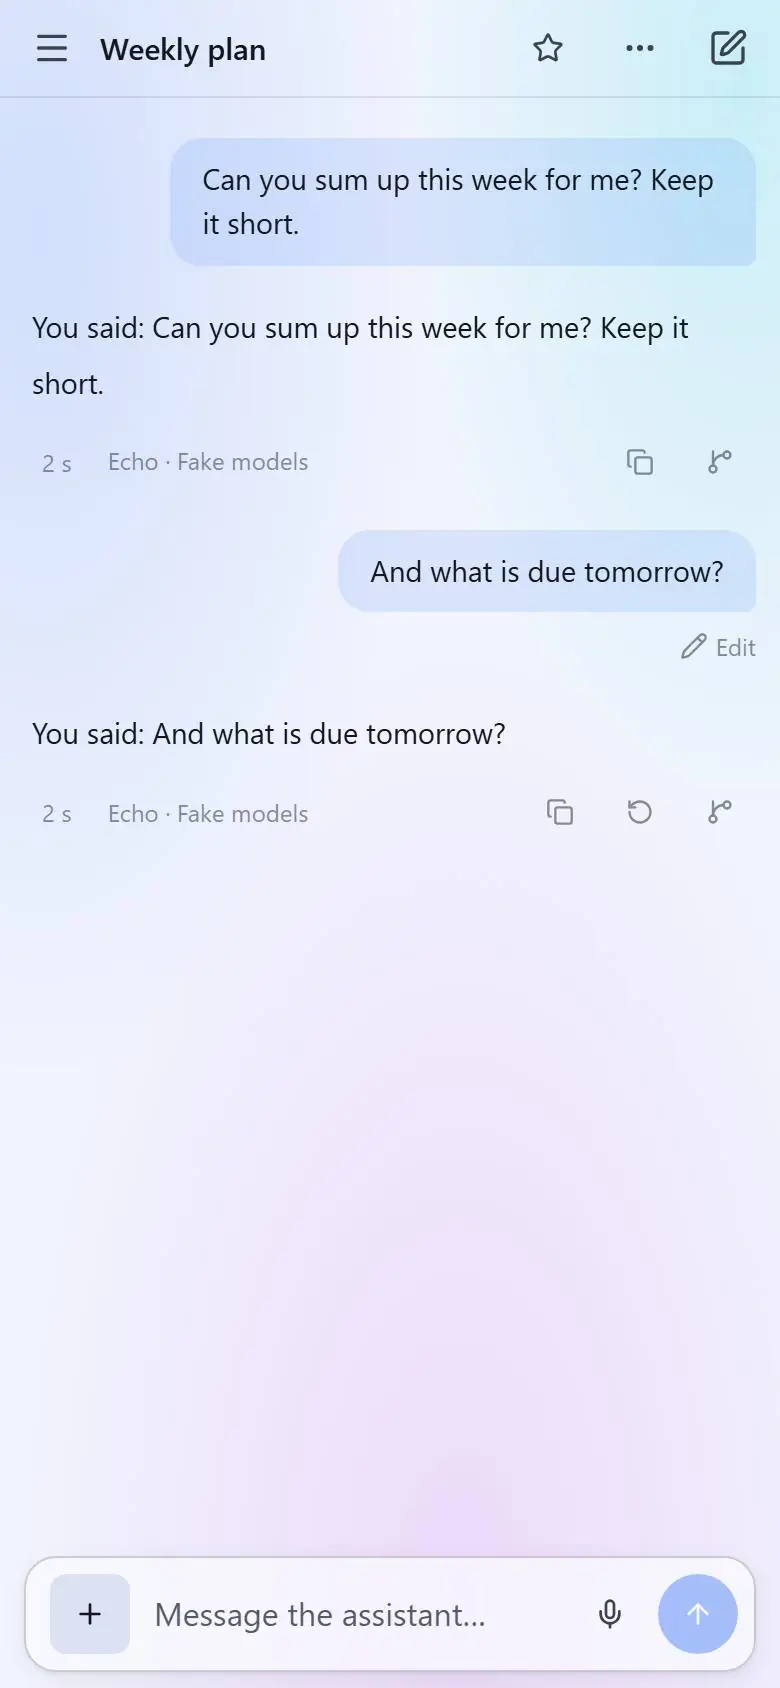 Weekly plan
Can you sum up this week for me? Keep
it short.
You said: Can you sum up this week for me? Keep it
short.
2 s Echo · Fake models
And what is due tomorrow?
Edit
You said: And what is due tomorrow?
2 s Echo · Fake models
Message the assistant...